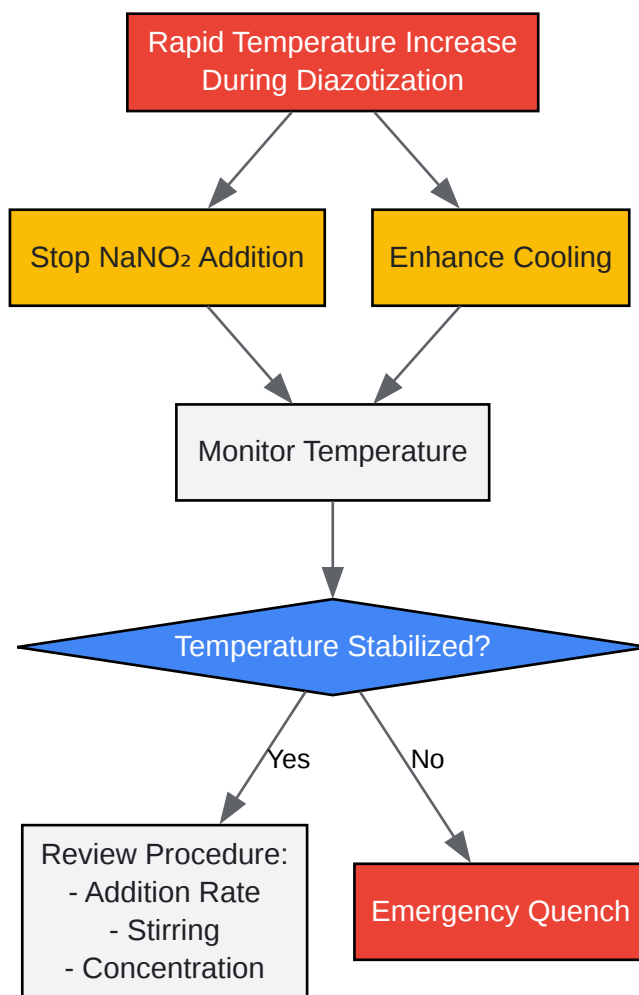 Rapid Temperature Increase
During Diazotization
Stop NaNO₂ Addition
Enhance Cooling
Monitor Temperature
Temperature Stabilized?
Yes
No
Review Procedure:
- Addition Rate
- Stirring
- Concentration
Emergency Quench